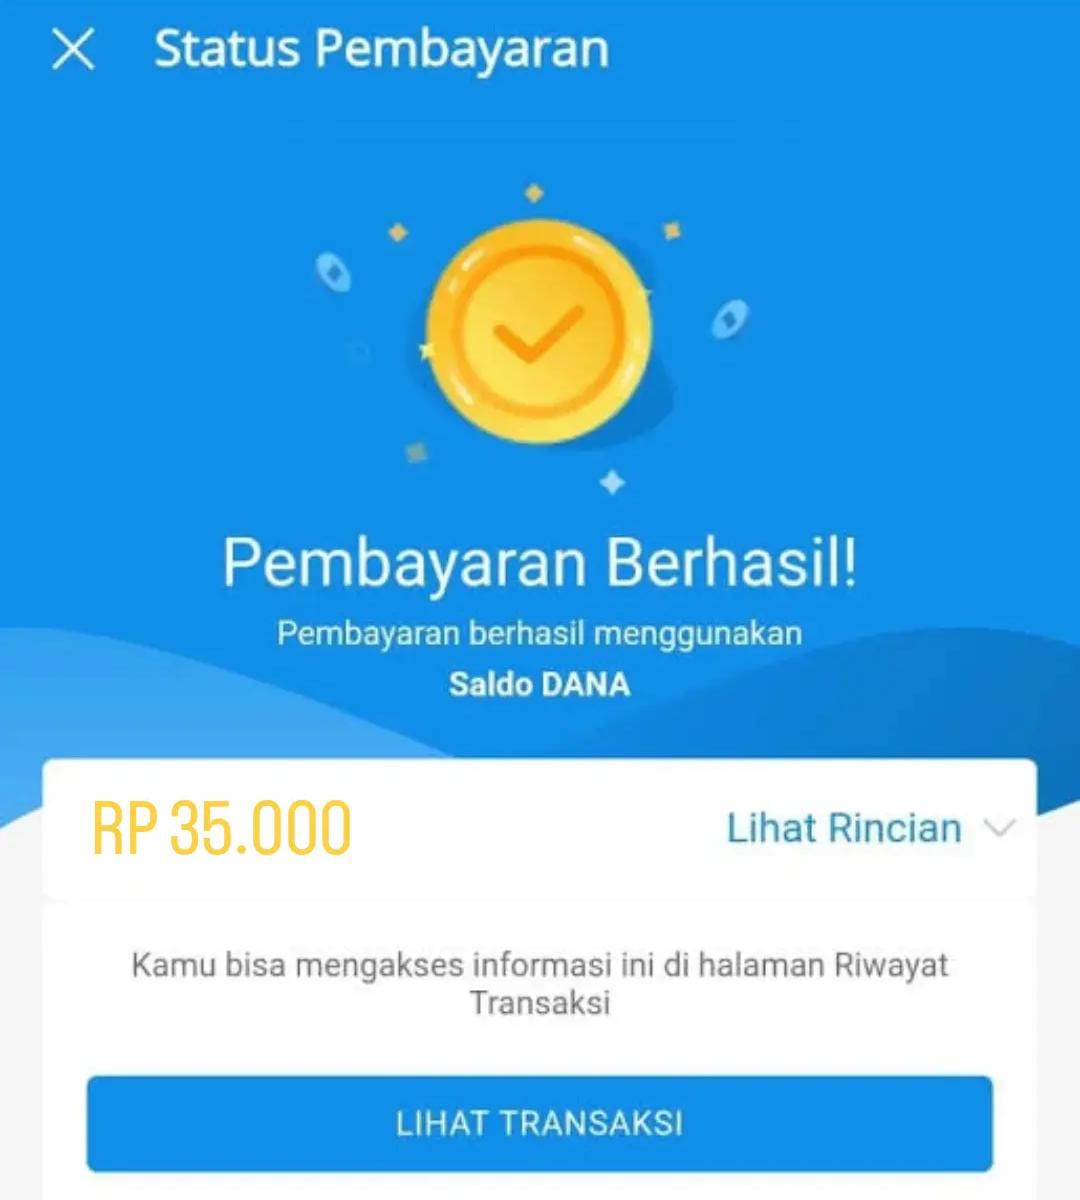 Status Pembayaran
Pembayaran Berhasil!
Pembayaran berhasil menggunakan
Saldo DANA
RP 35.000
Lihat Rincian
Kamu bisa mengakses informasi ini di halaman Riwayat
Transaksi
LIHAT TRANSAKSI